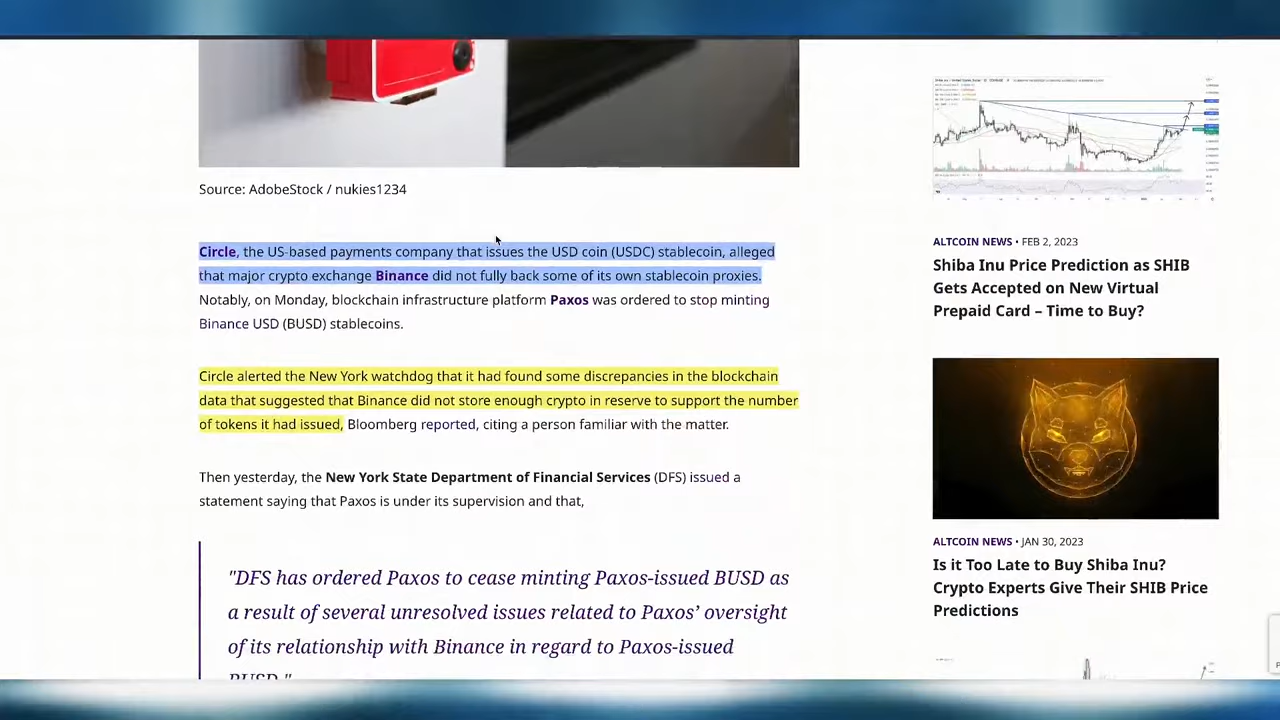 Source: AdobeStock / nukies1234
Circle, the US-based payments company that issues the USD coin (USDC) stablecoin, alleged
that major crypto exchange Binance did not fully back some of its own stablecoin proxies.
Notably, on Monday, blockchain infrastructure platform Paxos was ordered to stop minting
Binance USD (BUSD) stablecoins.
Circle alerted the New York watchdog that it had found some discrepancies in the blockchain
data that suggested that Binance did not store enough crypto in reserve to support the number
of tokens it had issued, Bloomberg reported, citing a person familiar with the matter.
Then yesterday, the New York State Department of Financial Services (DFS) issued a
statement saying that Paxos is under its supervision and that,
"DFS has ordered Paxos to cease minting Paxos-issued BUSD as
a result of several unresolved issues related to Paxos’ oversight
of its relationship with Binance in regard to Paxos-issued
BUSD."
ALTCOIN NEWS • FEB 2, 2023
Shiba Inu Price Prediction as SHIB
Gets Accepted on New Virtual
Prepaid Card – Time to Buy?
ALTCOIN NEWS • JAN 30, 2023
Is it Too Late to Buy Shiba Inu?
Crypto Experts Give Their SHIB Price
Predictions